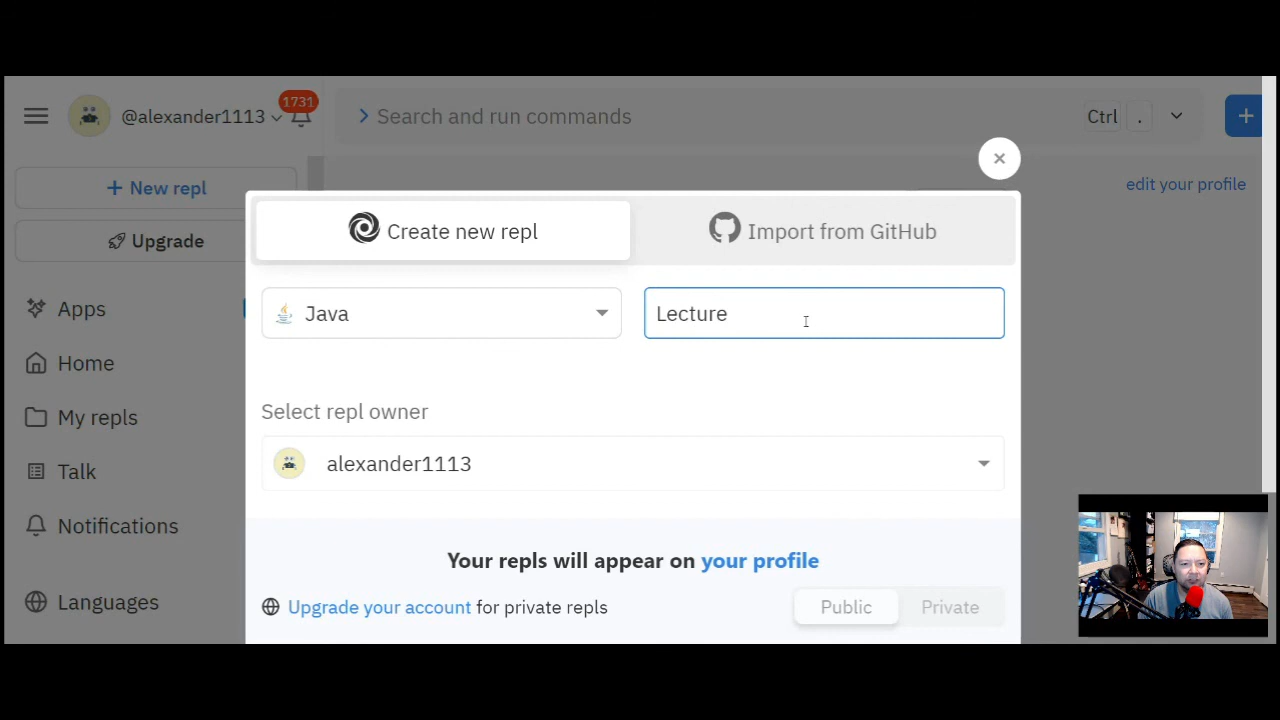 @alexander1113
1731
Search and run commands
Ctrl
.
+
+ New repl
edit your profile
Create new repl
Import from GitHub
Upgrade
Java
Lecture
Apps
Home
Select repl owner
My repls
alexander1113
Talk
Notifications
Your repls will appear on your profile
Languages
Upgrade your account for private repls
Public
Private